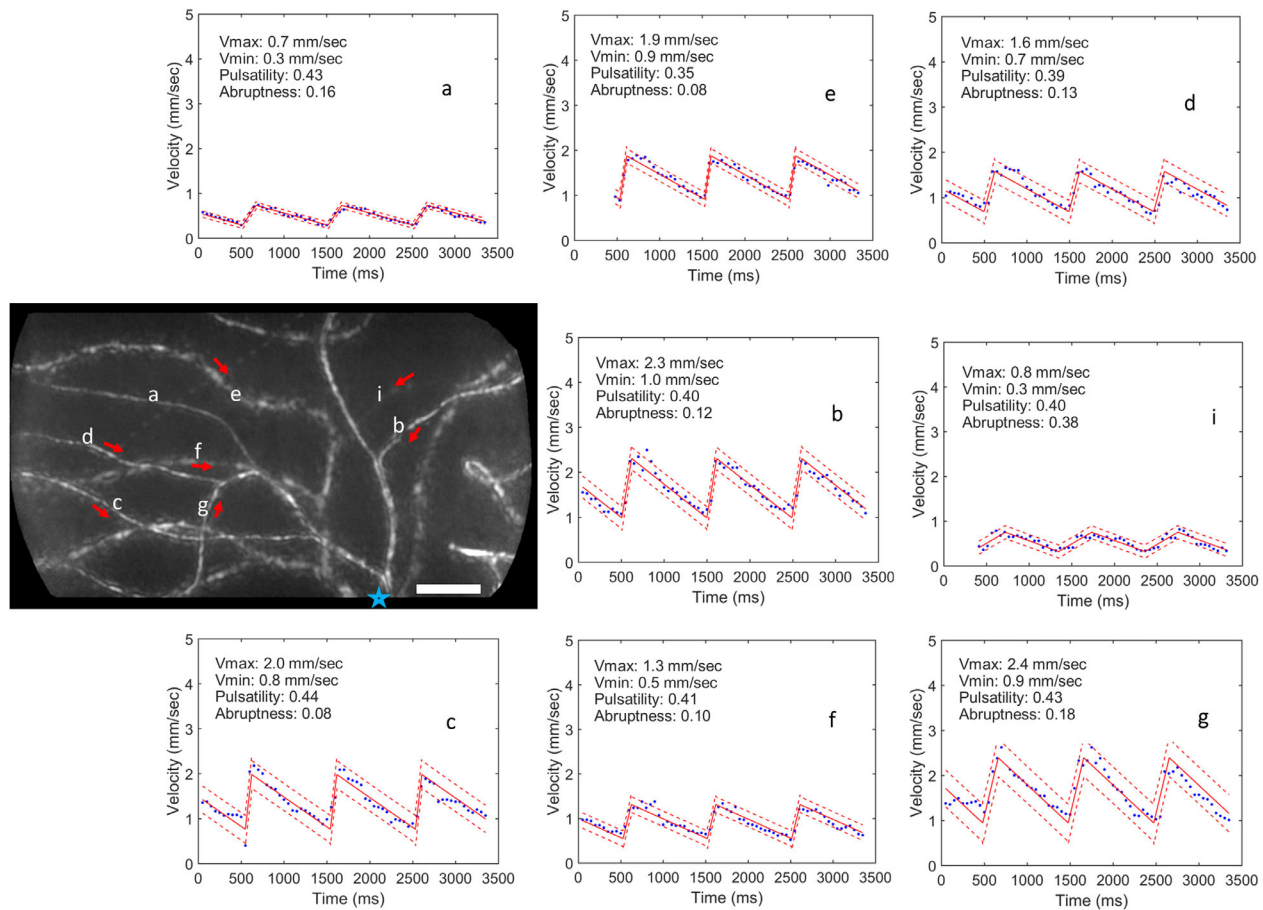 Vmax: 0.7 mm/sec
Vmin: 0.3 mm/sec
Pulsatility: 0.43
Abruptness: 0.16
a
Velocity (mm/sec)
5
4
3
2
1
0
0 500 1000 1500 2000 2500 3000 3500
Time (ms)
Vmax: 1.9 mm/sec
Vmin: 0.9 mm/sec
Pulsatility: 0.35
Abruptness: 0.08
e
Velocity (mm/sec)
5
4
3
2
1
0
0 500 1000 1500 2000 2500 3000 3500
Time (ms)
Vmax: 1.6 mm/sec
Vmin: 0.7 mm/sec
Pulsatility: 0.39
Abruptness: 0.13
d
Velocity (mm/sec)
5
4
3
2
1
0
0 500 1000 1500 2000 2500 3000 3500
Time (ms)
e
i
a
b
d
f
c
g
Vmax: 2.3 mm/sec
Vmin: 1.0 mm/sec
Pulsatility: 0.40
Abruptness: 0.12
b
Velocity (mm/sec)
5
4
3
2
1
0
0 500 1000 1500 2000 2500 3000 3500
Time (ms)
Vmax: 0.8 mm/sec
Vmin: 0.3 mm/sec
Pulsatility: 0.40
Abruptness: 0.38
i
Velocity (mm/sec)
5
4
3
2
1
0
0 500 1000 1500 2000 2500 3000 3500
Time (ms)
Vmax: 2.0 mm/sec
Vmin: 0.8 mm/sec
Pulsatility: 0.44
Abruptness: 0.08
c
Velocity (mm/sec)
5
4
3
2
1
0
0 500 1000 1500 2000 2500 3000 3500
Time (ms)
Vmax: 1.3 mm/sec
Vmin: 0.5 mm/sec
Pulsatility: 0.41
Abruptness: 0.10
f
Velocity (mm/sec)
5
4
3
2
1
0
0 500 1000 1500 2000 2500 3000 3500
Time (ms)
Vmax: 2.4 mm/sec
Vmin: 0.9 mm/sec
Pulsatility: 0.43
Abruptness: 0.18
g
Velocity (mm/sec)
5
4
3
2
1
0
0 500 1000 1500 2000 2500 3000 3500
Time (ms)